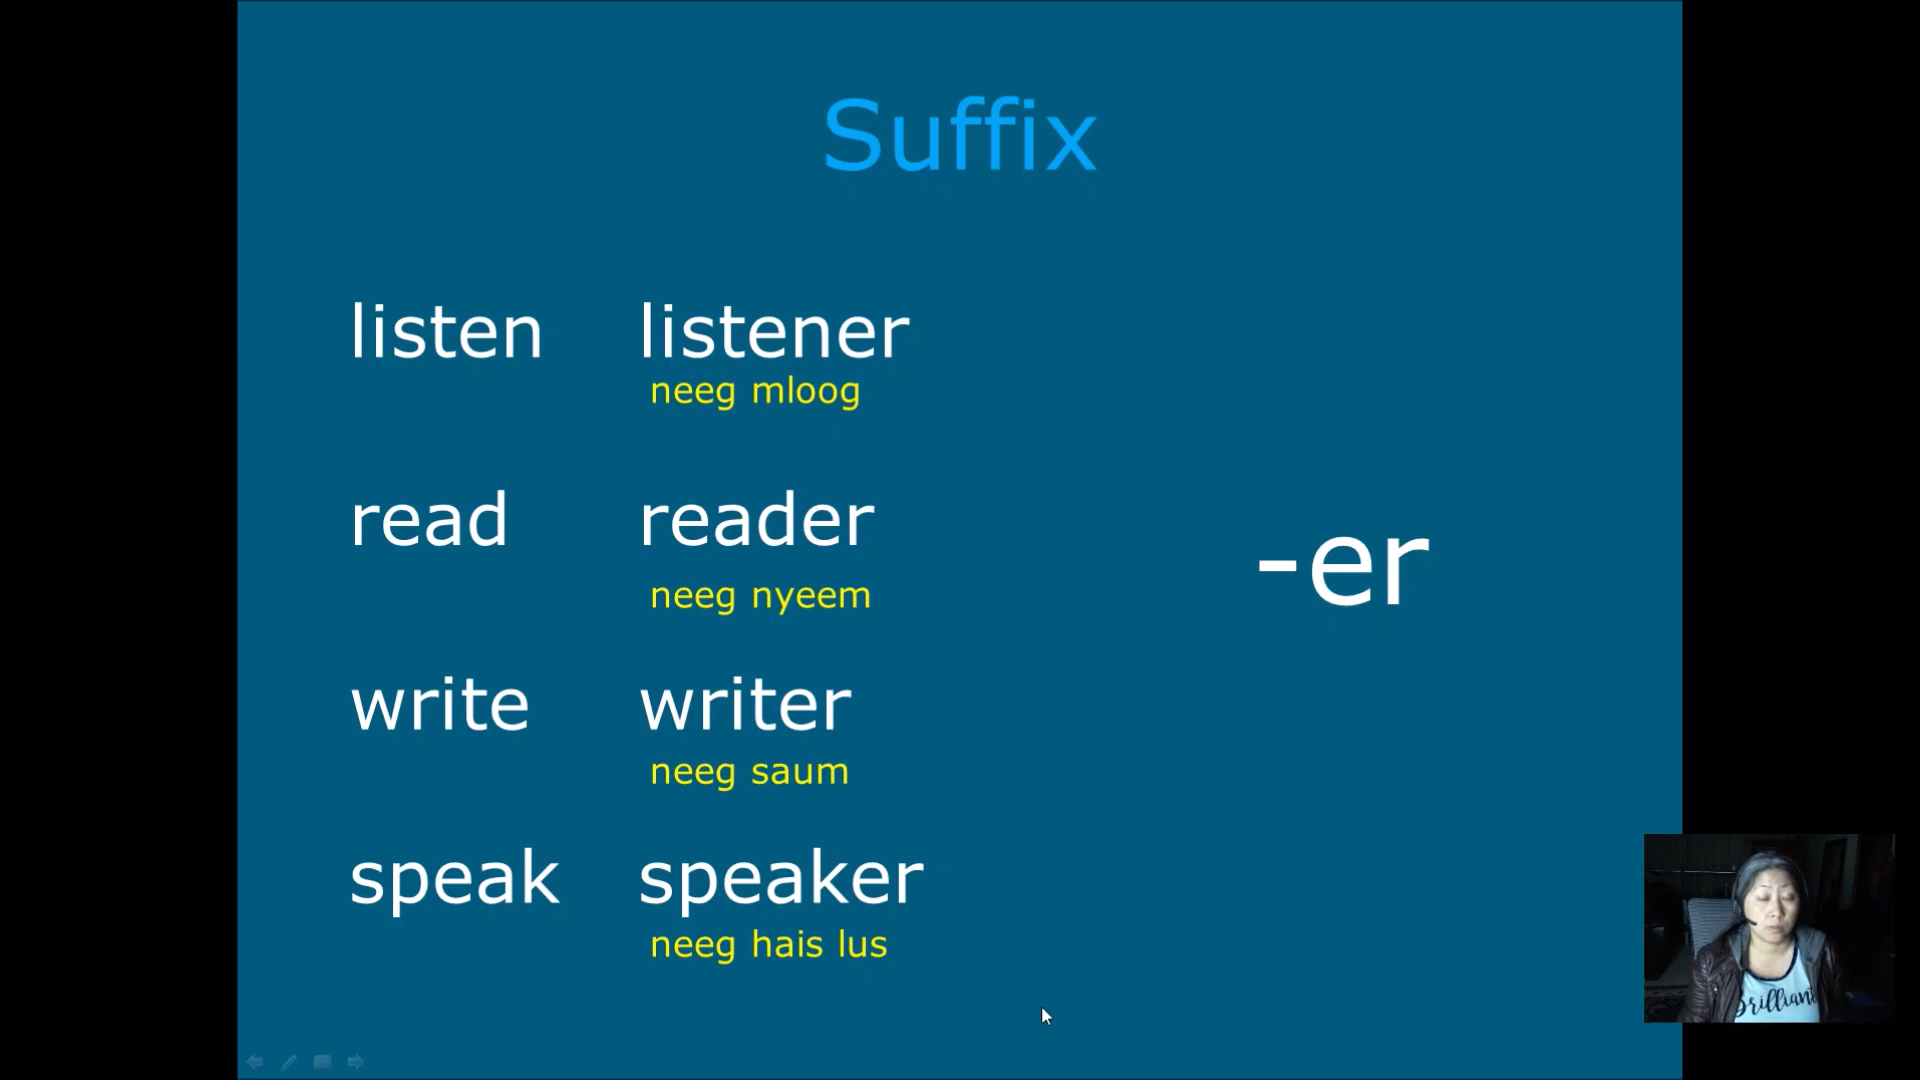 Suffix
listen listener
neeg mloog
read reader
neeg nyeem
-er
write writer
neeg saum
speak speaker
neeg hais lus
Brilliant